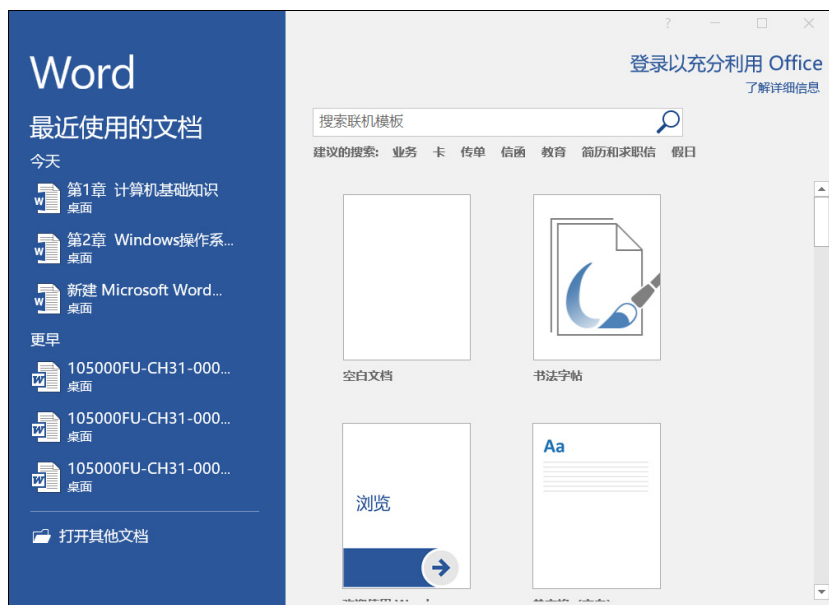 Word
最近使用的文档
今天
第1章 计算机基础知识
桌面
第2章 Windows操作系...
桌面
新建 Microsoft Word...
桌面
更早
105000FU-CH31-000...
桌面
105000FU-CH31-000...
桌面
105000FU-CH31-000...
桌面
打开其他文档
?
登录以充分利用 Office
了解详细信息
搜索联机模板
建议的搜索: 业务 卡 传单 信函 教育 简历和求职信 假日
空白文档
书法字帖
浏览
Aa